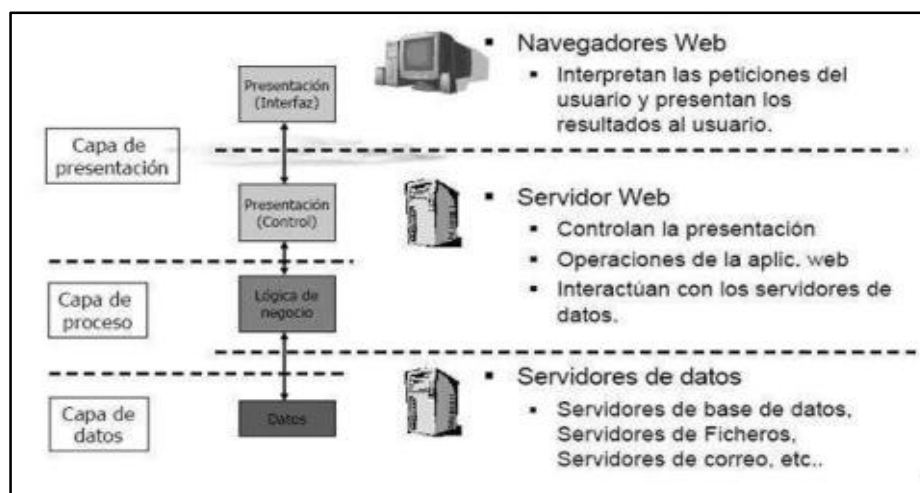 Presentación
(Interfaz)
Capa de
presentación
Presentación
(Control)
Capa de
proceso
Lógica de
negocio
Capa de
datos
Datos
▪ Navegadores Web
▪ Interpretan las peticiones del
usuario y presentan los
resultados al usuario.
▪ Servidor Web
▪ Controlan la presentación
▪ Operaciones de la aplic. web
▪ Interactúan con los servidores de
datos.
▪ Servidores de datos
▪ Servidores de base de datos,
Servidores de Ficheros,
Servidores de correo, etc..